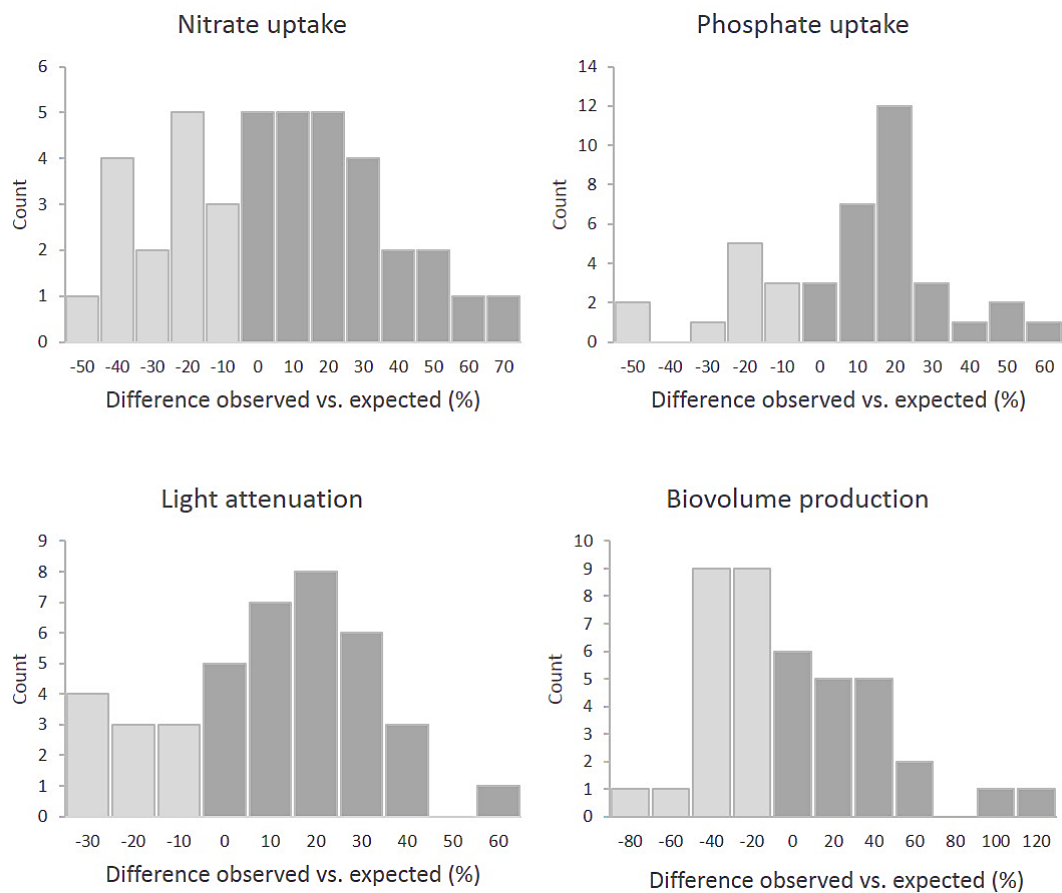 Nitrate uptake
6
5
4
3
2
1
0
Count
-50 -40 -30 -20 -10 0 10 20 30 40 50 60 70
Difference observed vs. expected (%)
Phosphate uptake
14
12
10
8
6
4
2
0
Count
-50 -40 -30 -20 -10 0 10 20 30 40 50 60
Difference observed vs. expected (%)
Light attenuation
9
8
7
6
5
4
3
2
1
0
Count
-30 -20 -10 0 10 20 30 40 50 60
Difference observed vs. expected (%)
Biovolume production
10
9
8
7
6
5
4
3
2
1
0
Count
-80 -60 -40 -20 0 20 40 60 80 100 120
Difference observed vs. expected (%)